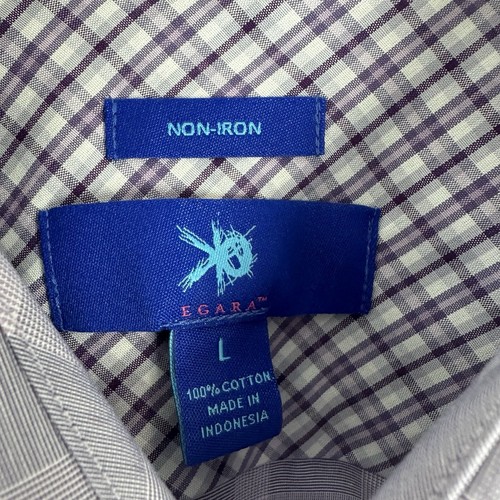 NON-IRON
EGARA™
L
100% COTTON
MADE IN
INDONESIA